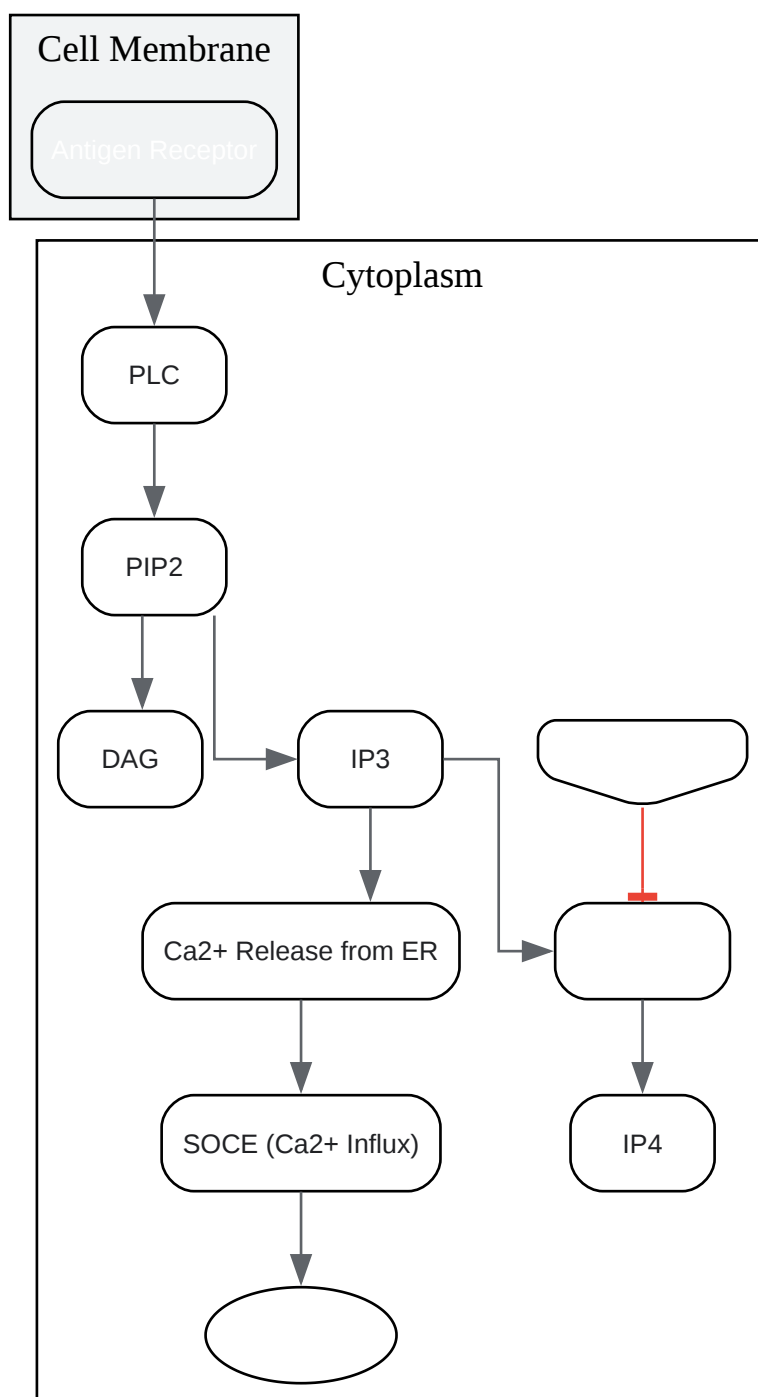 Cell Membrane
Antigen Receptor
Cytoplasm
PLC
PIP2
DAG
IP3
Ca2+ Release from ER
SOCE (Ca2+ Influx)
IP4